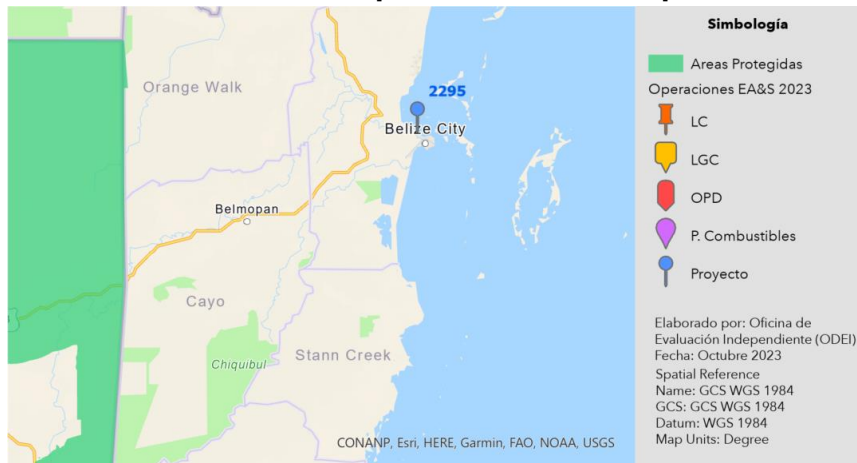 Orange Walk
2295
Belize City
Belmopan
Cayo
Chiquibul
Stann Creek
CONANP, Esri, HERE, Garmin, FAO, NOAA, USGS
Simbología
Areas Protegidas
Operaciones EA&S 2023
LC
LGC
OPD
P. Combustibles
Proyecto
Elaborado por: Oficina de
Evaluación Independiente (ODEI)
Fecha: Octubre 2023
Spatial Reference
Name: GCS WGS 1984
GCS: GCS WGS 1984
Datum: WGS 1984
Map Units: Degree